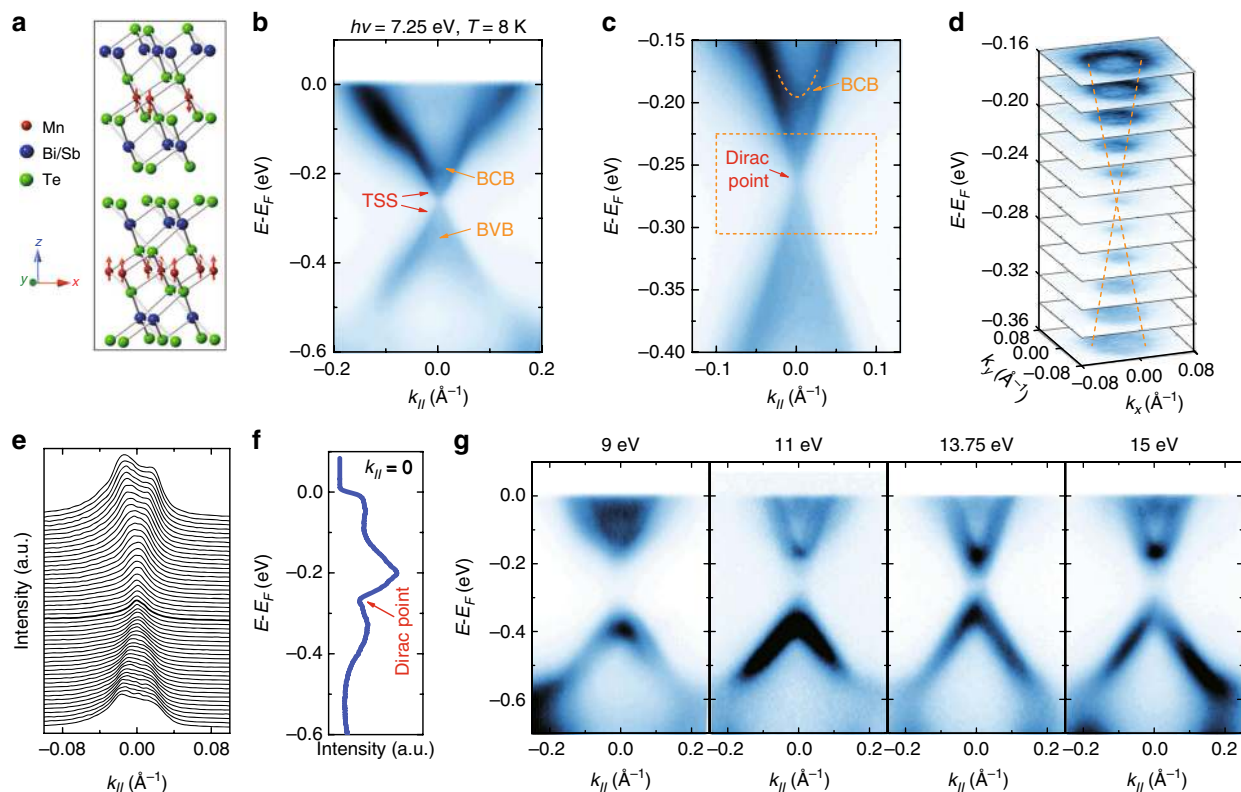 a
Mn
Bi/Sb
Te
z
y
x
b
hν = 7.25 eV, T = 8 K
0.0
−0.2
−0.4
−0.6
E-E_F (eV)
BCB
TSS
BVB
−0.2
0.0
0.2
k_// (Å⁻¹)
c
−0.15
−0.20
−0.25
−0.30
−0.35
−0.40
E-E_F (eV)
BCB
Dirac
point
−0.1
0.0
0.1
k_// (Å⁻¹)
d
−0.16
−0.20
−0.24
−0.28
−0.32
−0.36
E-E_F (eV)
0.08
0.00
−0.08
k_y (Å⁻¹)
−0.08
0.00
0.08
k_x (Å⁻¹)
e
Intensity (a.u.)
−0.08
0.00
0.08
k_// (Å⁻¹)
f
k_// = 0
0.0
−0.2
−0.4
−0.6
E-E_F (eV)
Dirac point
Intensity (a.u.)
g
9 eV
11 eV
13.75 eV
15 eV
0.0
−0.2
−0.4
−0.6
E-E_F (eV)
−0.2
0.0
0.2
k_// (Å⁻¹)
−0.2
0.0
0.2
k_// (Å⁻¹)
−0.2
0.0
0.2
k_// (Å⁻¹)
−0.2
0.0
0.2
k_// (Å⁻¹)